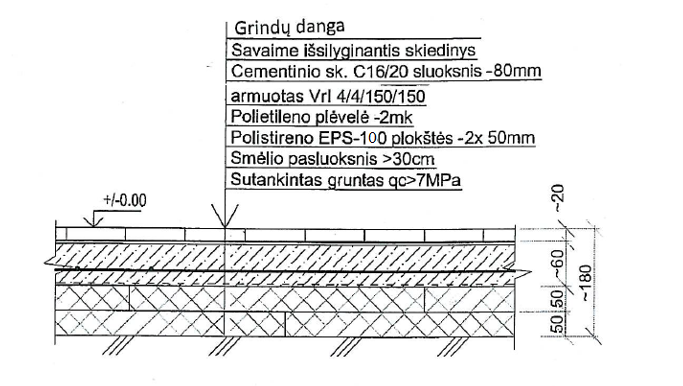 Grindų danga
Savaime išsilyginantis skiedinys
Cementinio sk. C16/20 sluoksnis -80mm
armuotas VrI 4/4/150/150
Polietileno plėvelė -2mk
Polistireno EPS-100 plokštės -2x 50mm
Smėlio pasluoksnis >30cm
Sutankintas gruntas qc>7MPa
+/-0.00
~20
~60
~180
50
50